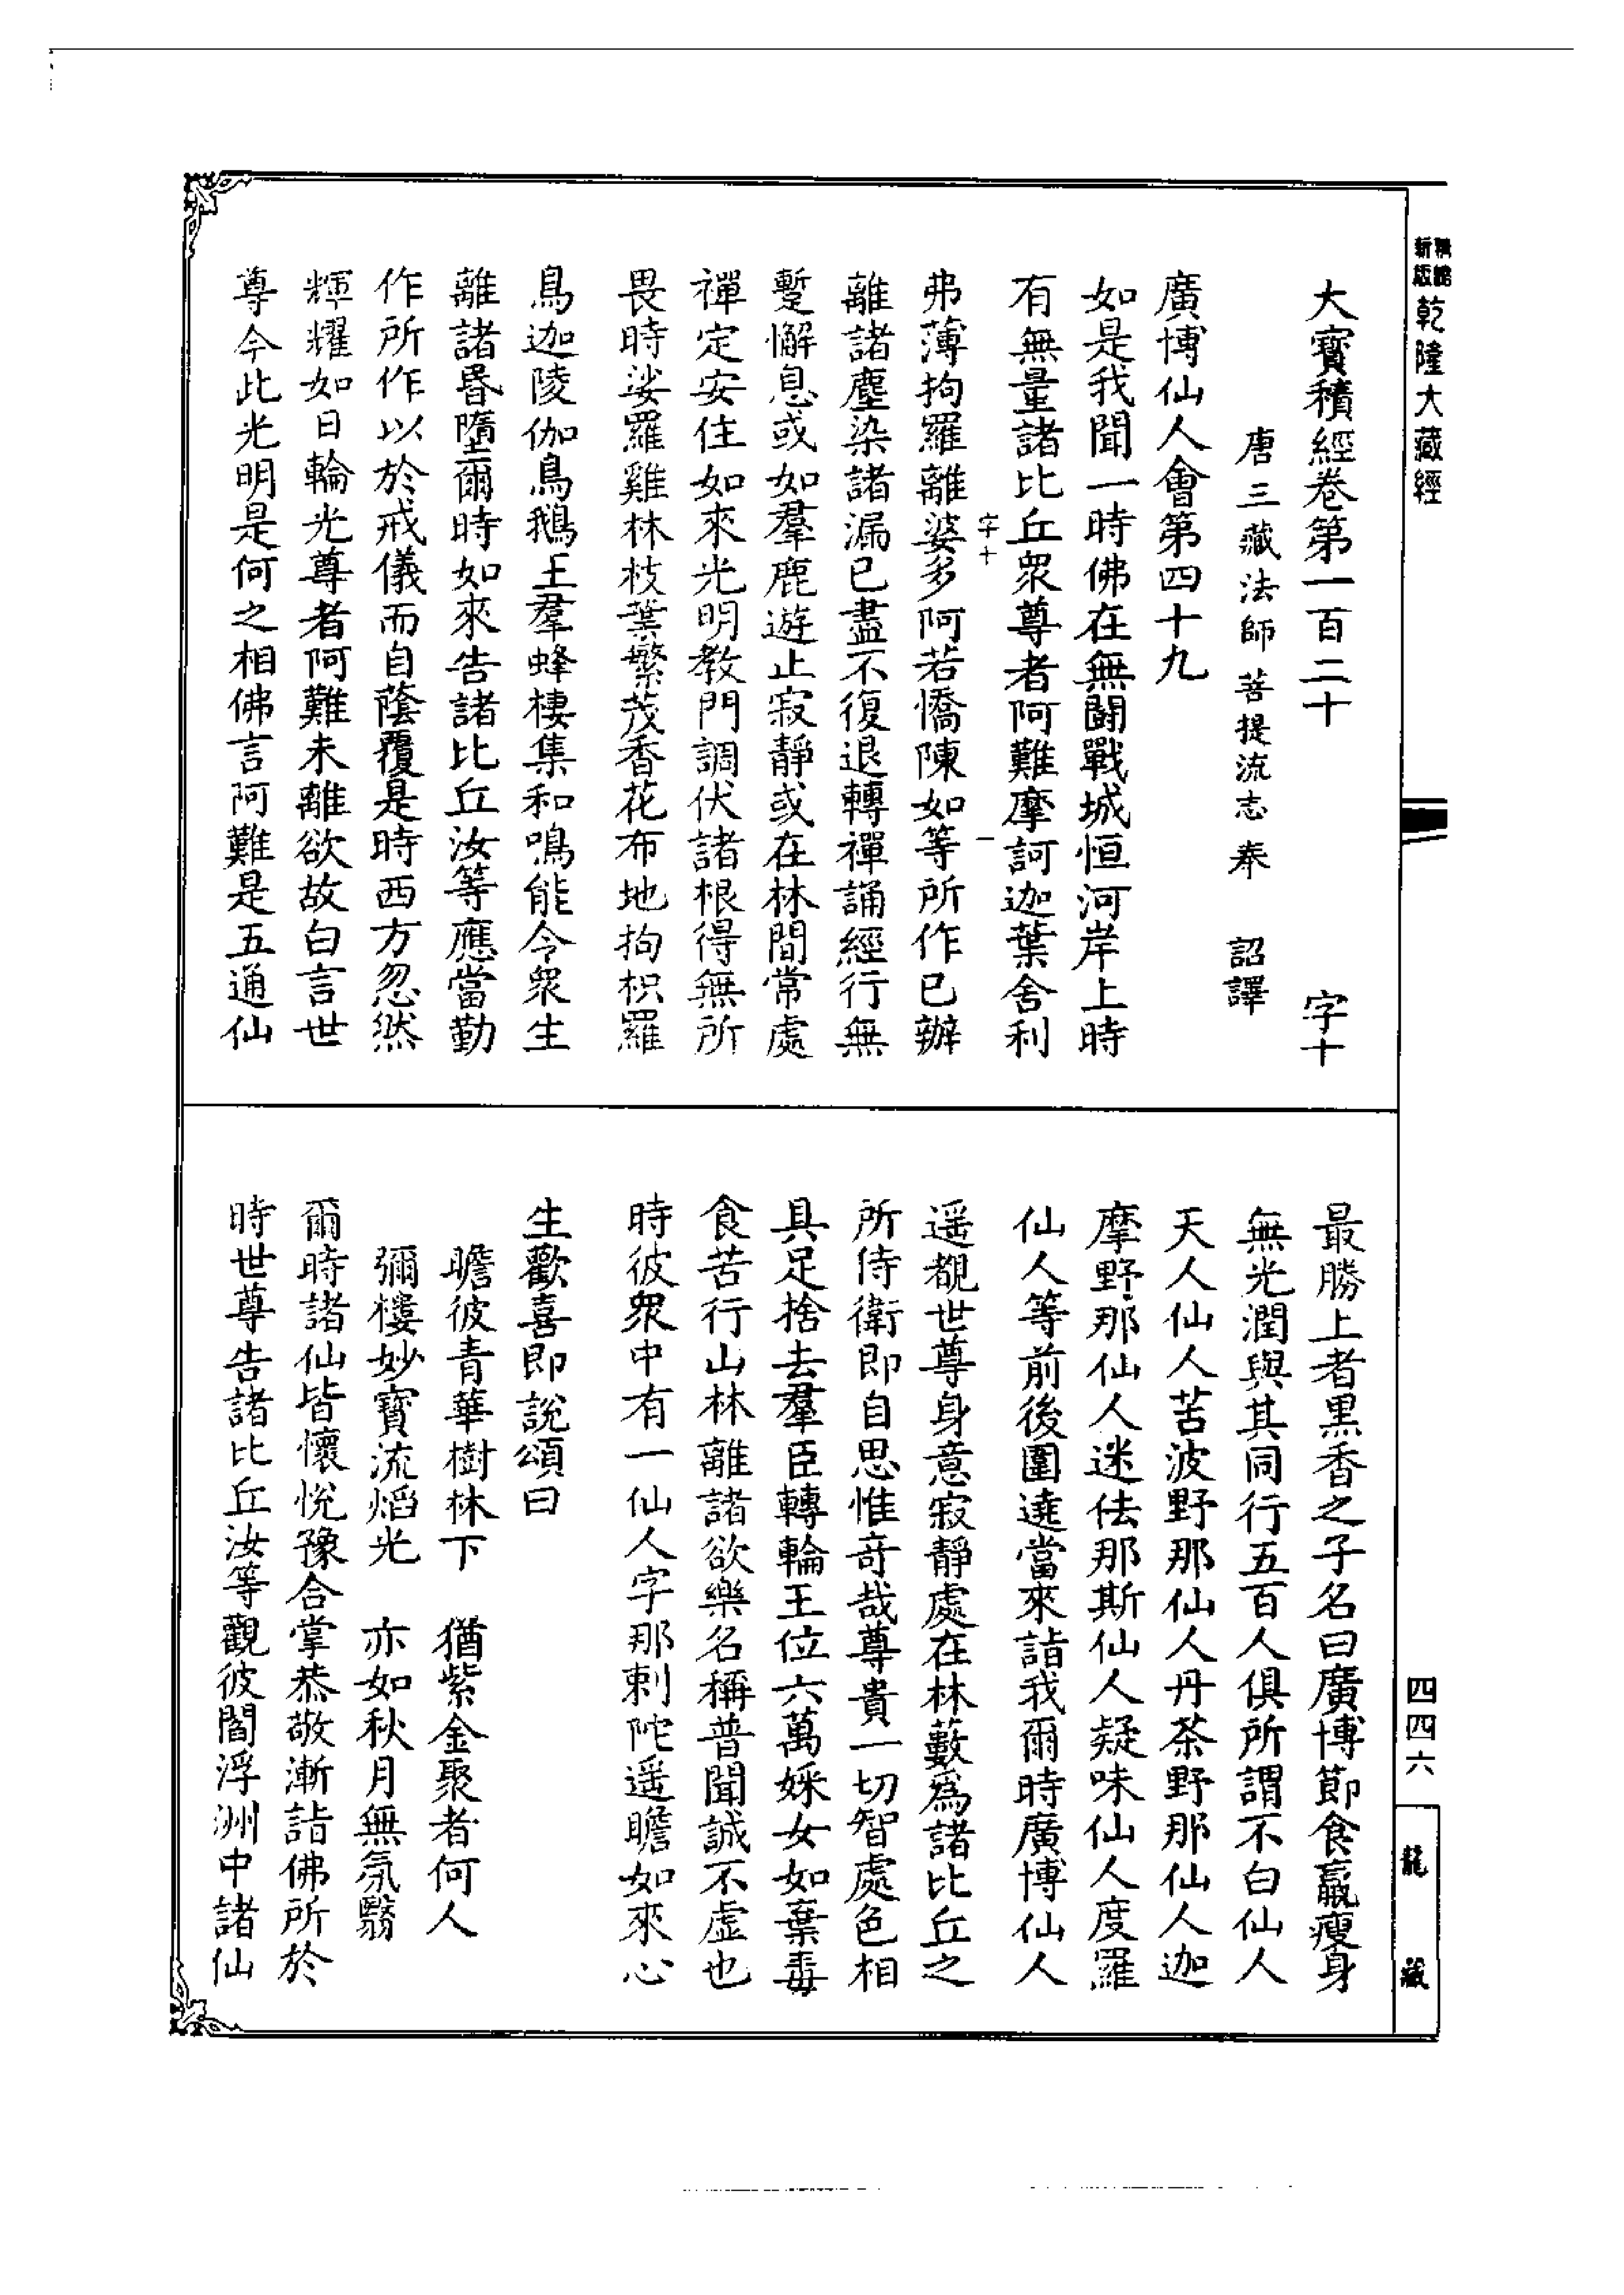 精縮新版乾隆大藏經
大寶積經卷第一百二十　字十
唐三藏法師菩提流志奉　詔譯
廣博仙人會第四十九
如是我聞一時佛在無鬪戰城恒河岸上時
有無量諸比丘眾尊者阿難摩訶迦葉舍利
字十　一
弗薄拘羅離婆多阿若憍陳如等所作已辦
離諸塵染諸漏已盡不復退轉禪誦經行無
蹔懈息或如羣鹿遊止寂靜或在林間常處
禪定安住如來光明教門調伏諸根得無所
畏時娑羅雞林枝葉繁茂香花布地拘枳羅
鳥迦陵伽鳥鵝王羣蜂棲集和鳴能令眾生
離諸昬墮爾時如來告諸比丘汝等應當勤
作所作以於戒儀而自蔭覆是時西方忽然
輝耀如日輪光尊者阿難未離欲故白言世
尊今此光明是何之相佛言阿難是五通仙
最勝上者黑香之子名曰廣博節食羸瘦身
無光潤與其同行五百人俱所謂不白仙人
天人仙人苦波野那仙人丹茶野那仙人迦
摩野那仙人迷佉那斯仙人疑味仙人度羅
仙人等前後圍遶當來詣我爾時廣博仙人
遥覩世尊身意寂靜處在林藪為諸比丘之
所侍衛即自思惟竒哉尊貴一切智處色相
具足捨去羣臣轉輪王位六萬婇女如棄毒
食苦行山林離諸欲樂名稱普聞誠不虛也
時彼眾中有一仙人字那剌陀遥瞻如來心
生歡喜即說頌曰
瞻彼青華樹林下　猶紫金聚者何人
彌樓妙寶流熖光　亦如秋月無氛翳
爾時諸仙皆懷悅豫合掌恭敬漸詣佛所於
時世尊告諸比丘汝等觀彼閻浮洲中諸仙
四四六
龍藏